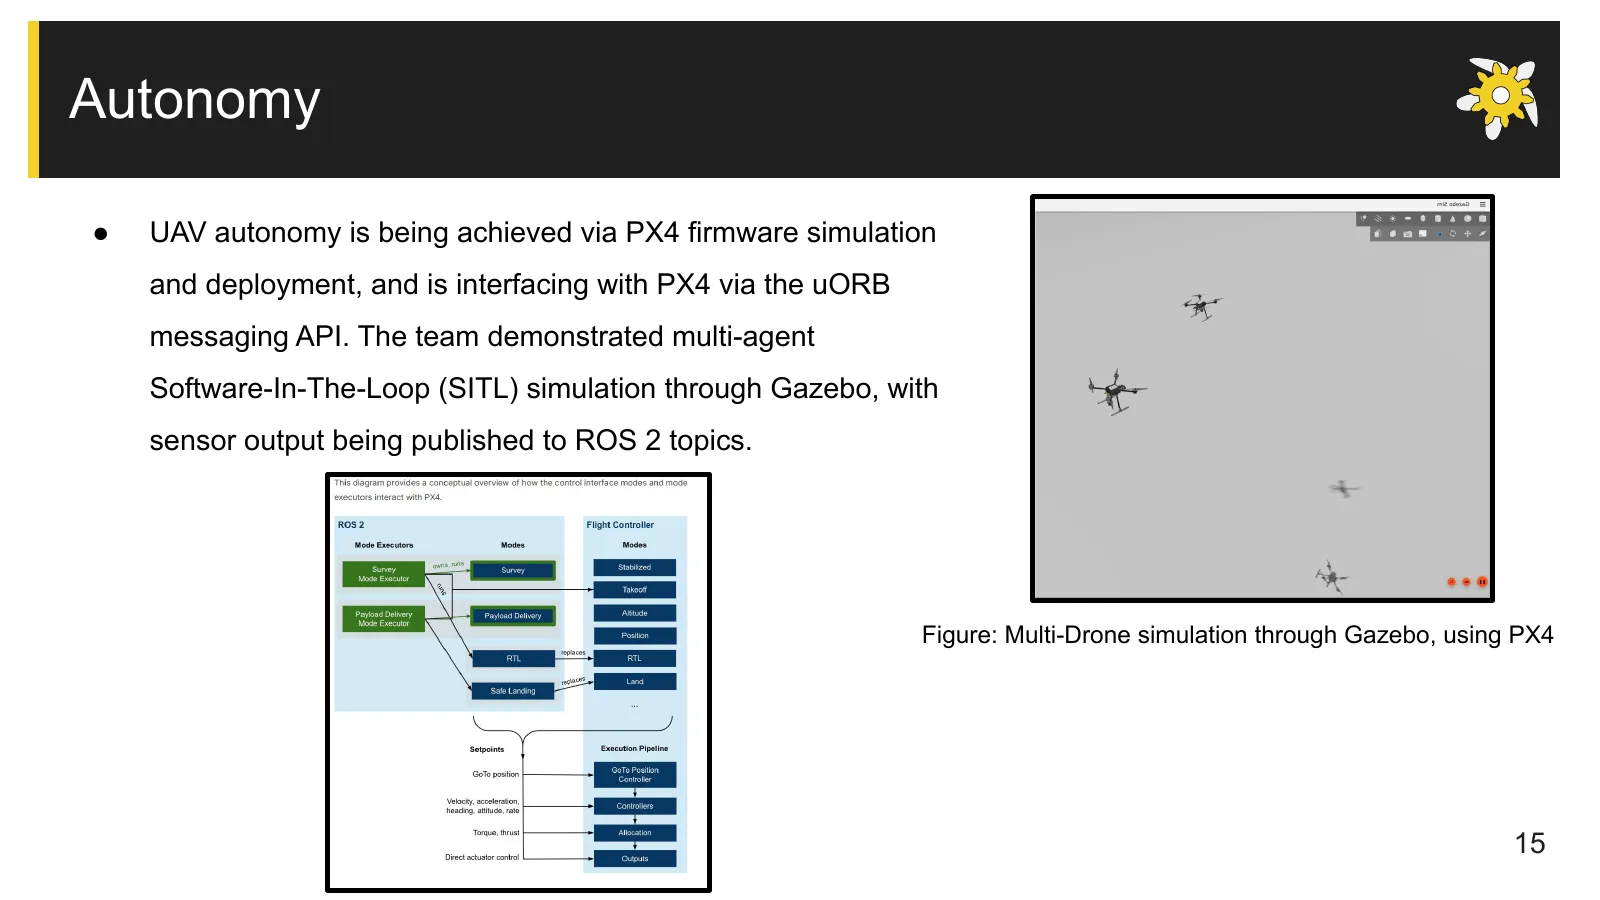 Autonomy
● UAV autonomy is being achieved via PX4 firmware simulation
and deployment, and is interfacing with PX4 via the uORB
messaging API. The team demonstrated multi-agent
Software-In-The-Loop (SITL) simulation through Gazebo, with
sensor output being published to ROS 2 topics.
Gazebo Sim
Figure: Multi-Drone simulation through Gazebo, using PX4
This diagram provides a conceptual overview of how the control interface modes and mode
executors interact with PX4.
ROS 2
Flight Controller
Mode Executors
Modes
Modes
Survey
Mode Executor
owns, runs
Survey
Stabilized
runs
Takeoff
Payload Delivery
Mode Executor
Payload Delivery
Altitude
Position
RTL
replaces
RTL
Safe Landing
replaces
Land
...
Setpoints
Execution Pipeline
GoTo position
GoTo Position
Controller
Velocity, acceleration,
heading, attitude, rate
Controllers
Torque, thrust
Allocation
Direct actuator control
Outputs
15